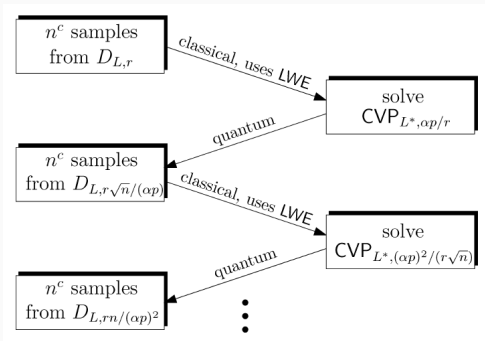 n^c samples
from D_{L,r}
classical, uses LWE
solve
CVP_{L*,αp/r}
quantum
n^c samples
from D_{L,r√n/(αp)}
classical, uses LWE
solve
CVP_{L*,(αp)^2/(r√n)}
quantum
n^c samples
from D_{L,rn/(αp)^2}